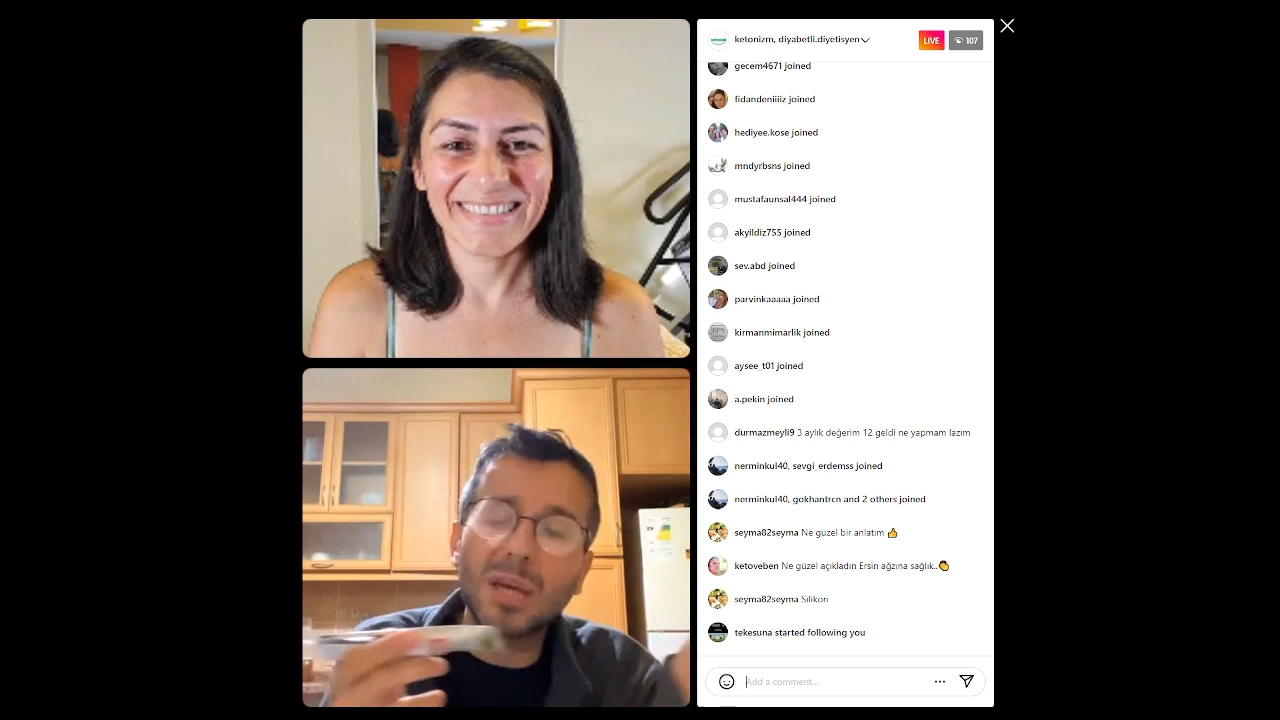 ketonizm, diyabetli.diyetisyen
LIVE
107
gecem4671 joined
fidandeniiiiz joined
hediyee.kose joined
mndyrbsns joined
mustafaunsal444 joined
akyildiz755 joined
sev.abd joined
parvinkaaaaa joined
kirmanmimarlik joined
aysee_t01 joined
a.pekin joined
durmazmeyli9 3 aylık değerim 12 geldi ne yapmam lazım
nerminkul40, sevgi_erdemss joined
nerminkul40, gokhantrcn and 2 others joined
seyma82seyma Ne güzel bir anlatım 👍
ketoveben Ne güzel açıkladın Ersin ağzına sağlık..👏
seyma82seyma Silikon
tekesuna started following you
Add a comment...